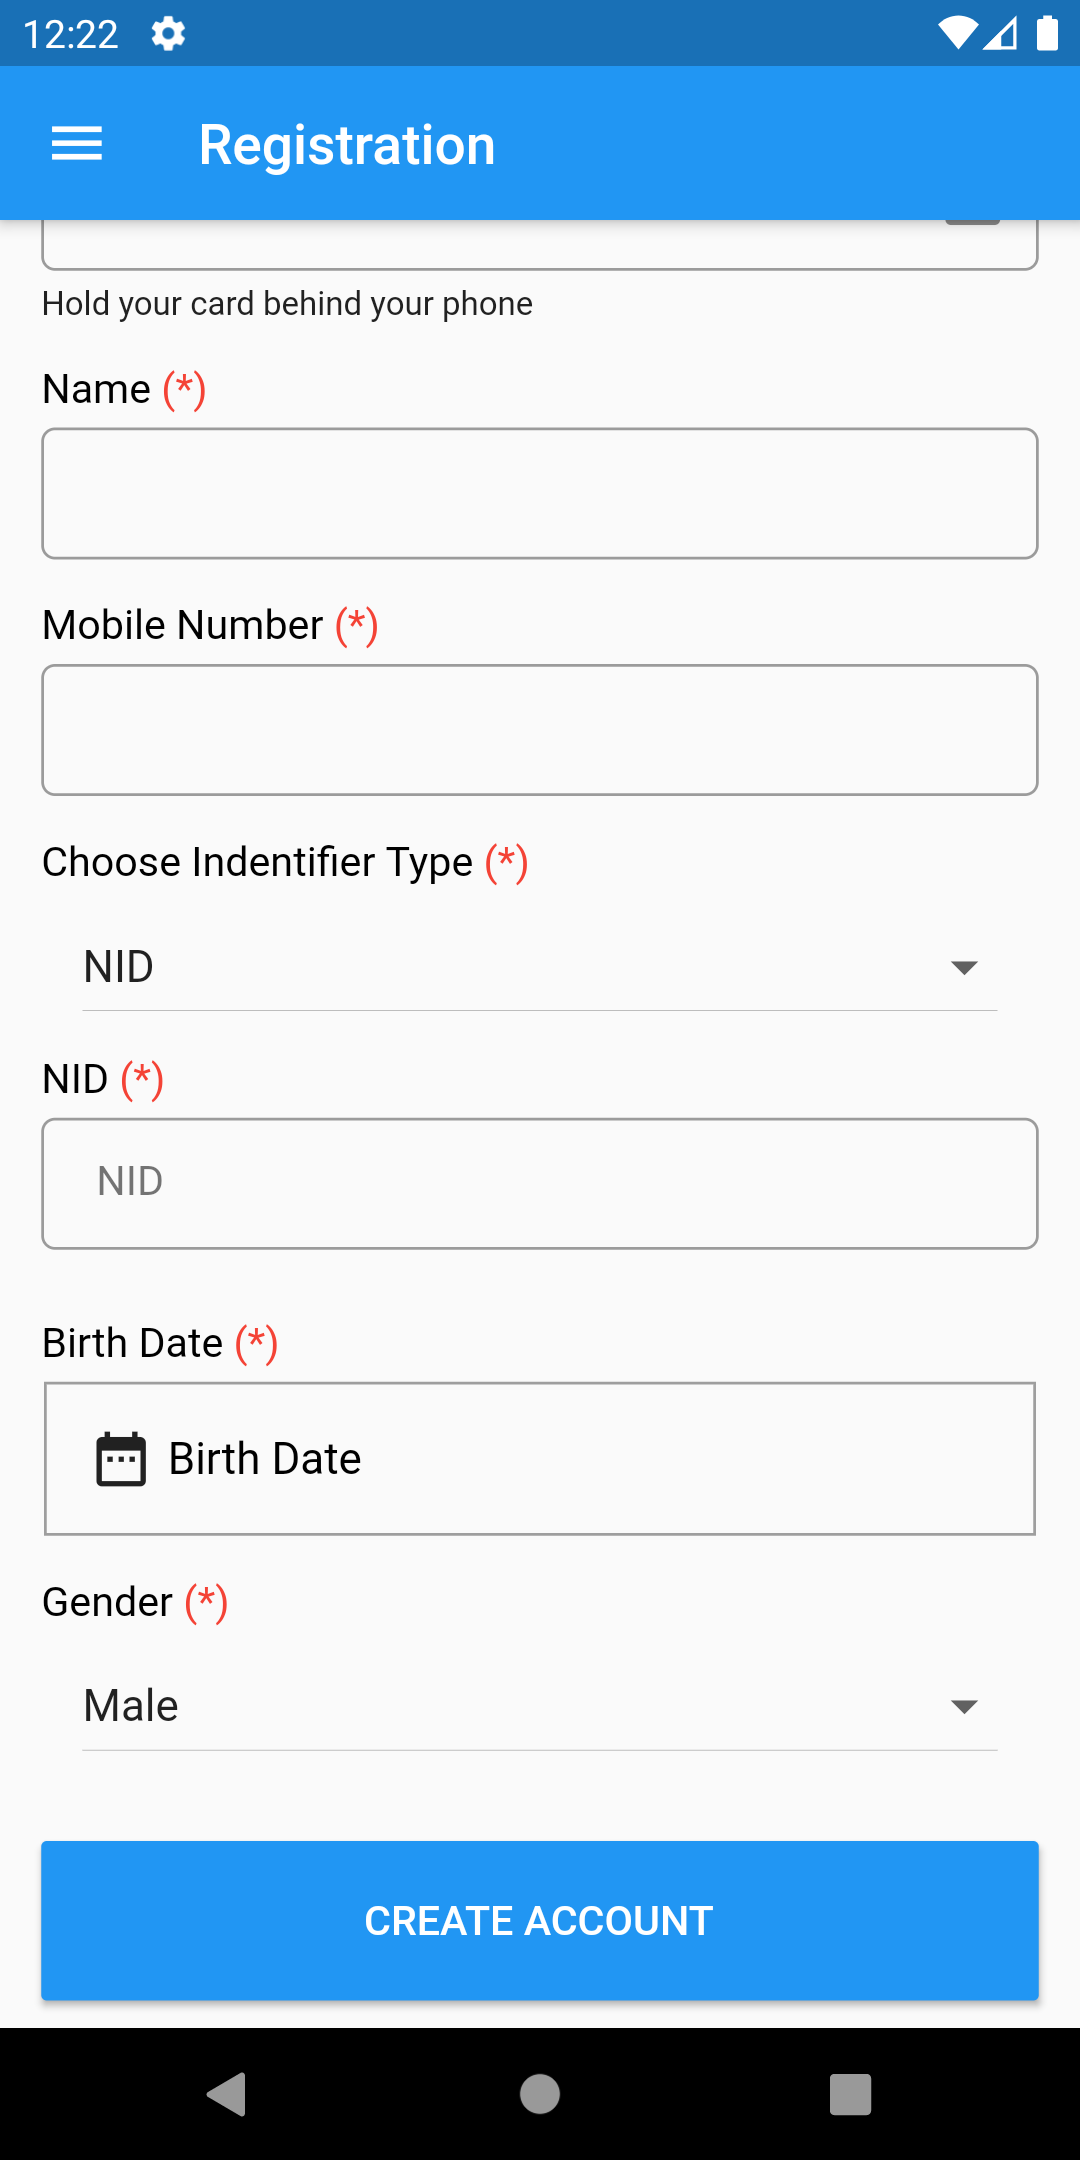 12:22
Registration
Hold your card behind your phone
Name (*)
Mobile Number (*)
Choose Indentifier Type (*)
NID
NID (*)
NID
Birth Date (*)
Birth Date
Gender (*)
Male
CREATE ACCOUNT